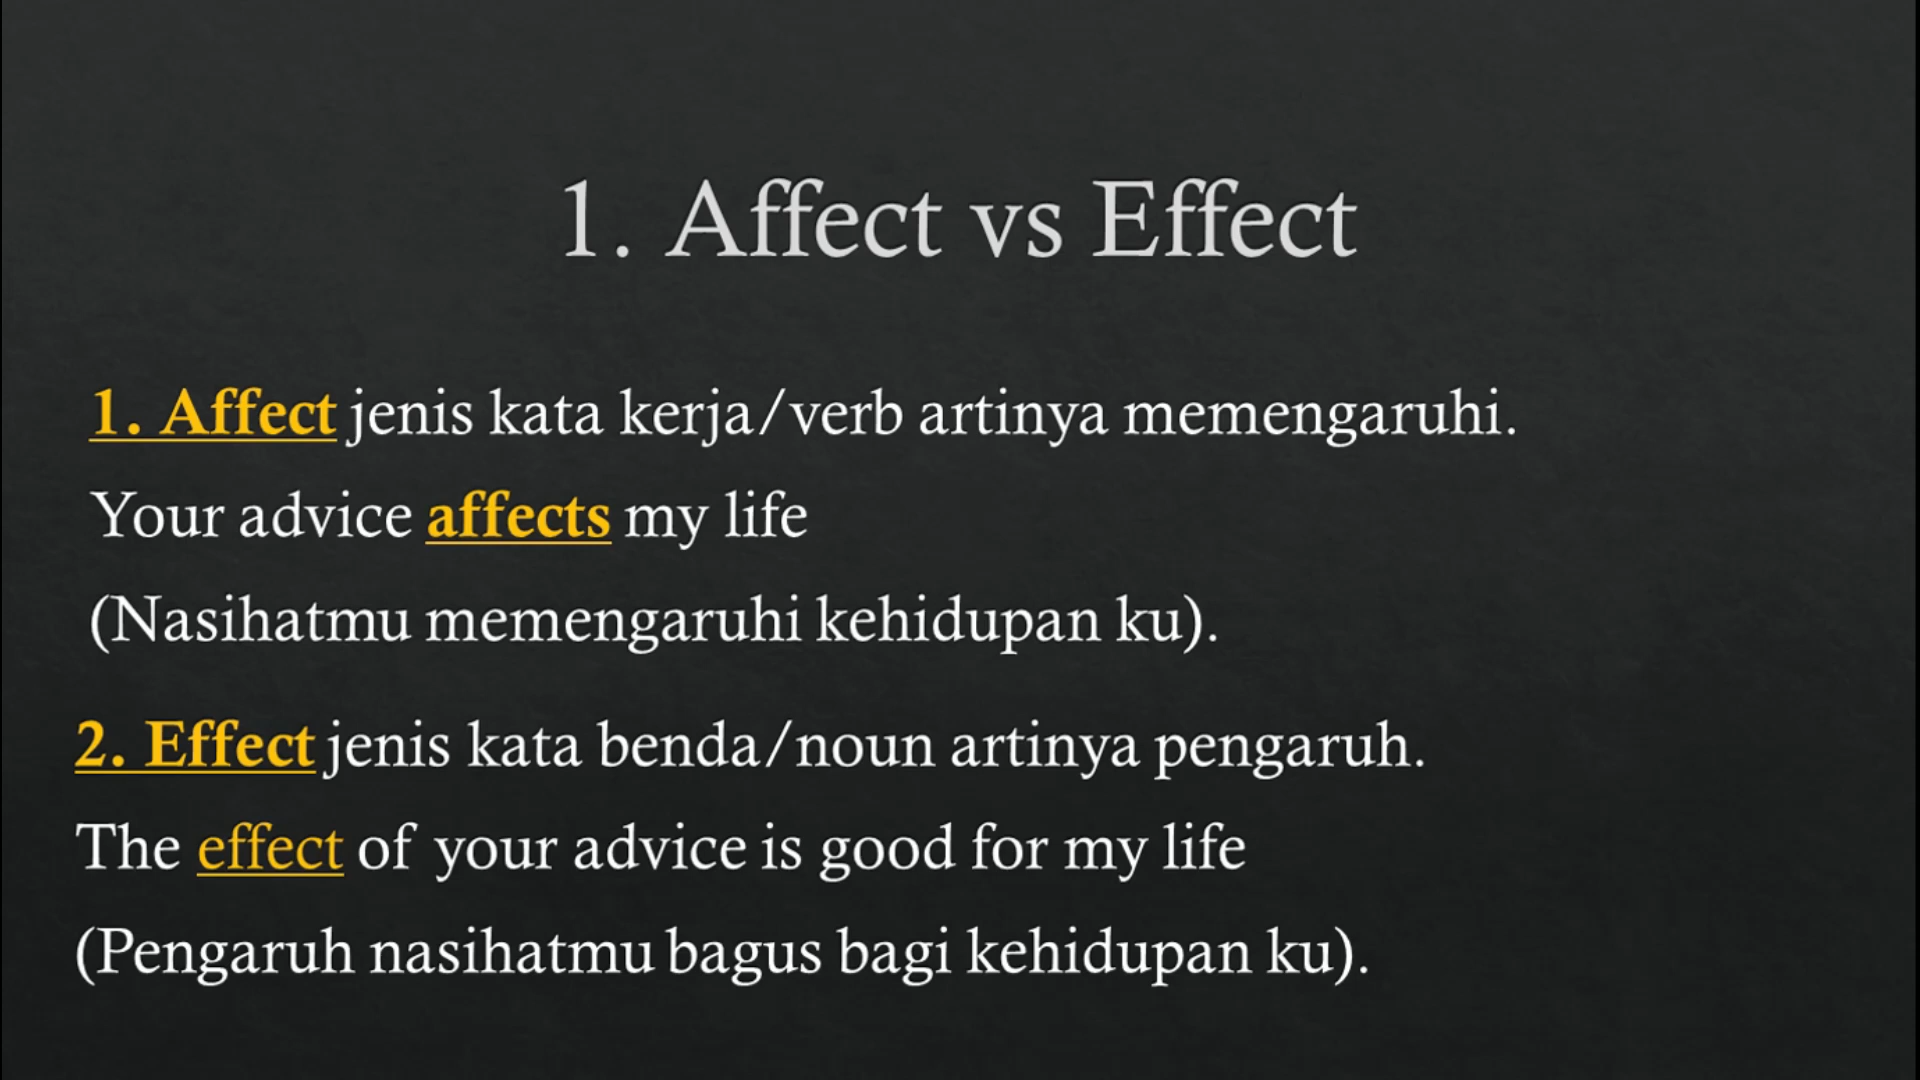 1. Affect vs Effect
1. Affect jenis kata kerja/verb artinya memengaruhi.
Your advice affects my life
(Nasihatmu memengaruhi kehidupan ku).
2. Effect jenis kata benda/noun artinya pengaruh.
The effect of your advice is good for my life
(Pengaruh nasihatmu bagus bagi kehidupan ku).